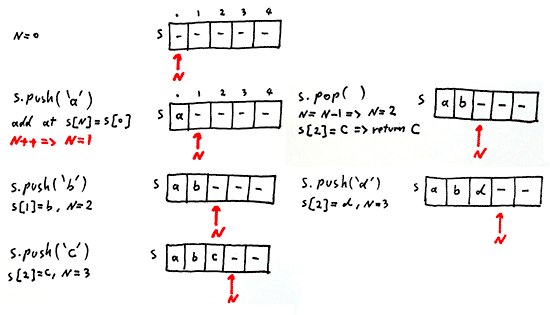 0 1 2 3 4
N=0 S - - - - -
N
S.push('a')
add at S[N]=S[0]
N++ => N=1
0 1 2 3 4
S a - - - -
N
S.push('b')
S[1]=b, N=2
S a b - - -
N
S.push('c')
S[2]=C, N=3
S a b c - -
N
S.pop( )
N= N-1 => N=2
S[2]=C => return C
S a b - - -
N
S.push('d')
S[2]=d, N=3
S a b d - -
N